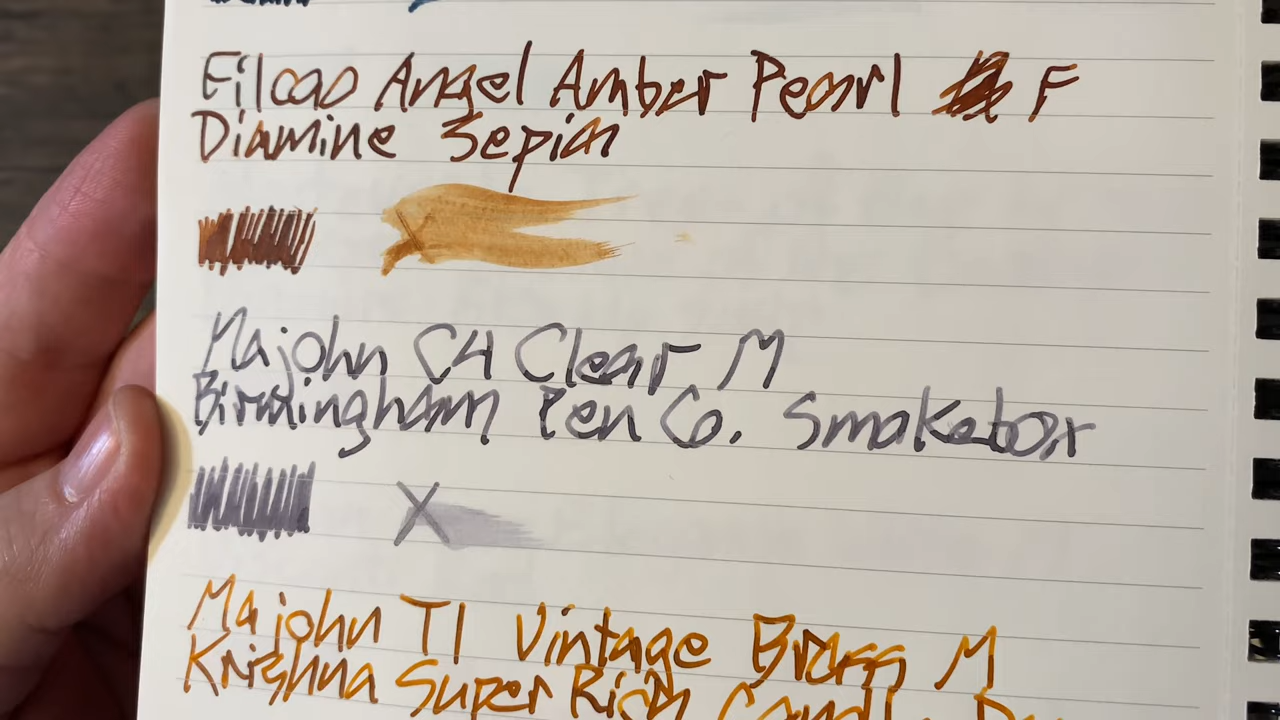 Filcao Angel Amber Pearl F
Diamine Sepia
X
Majohn C4 Clear M
Birmingham Pen Co. Smokebox
X
Majohn T1 Vintage Brass M
Krishna Super Rich